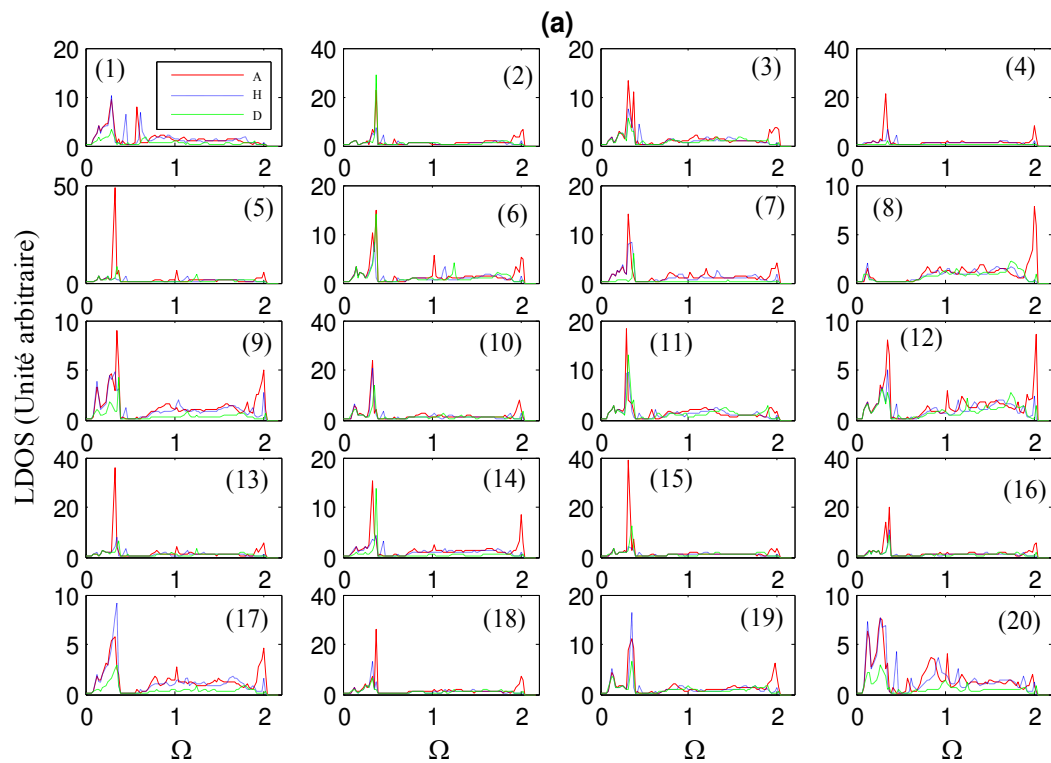 (a)
20 10 0 0 1 2 (1) A H D
40 20 0 0 1 2 (2)
20 10 0 0 1 2 (3)
40 20 0 0 1 2 (4)
50 0 0 1 2 (5)
20 10 0 0 1 2 (6)
20 10 0 0 1 2 (7)
10 5 0 0 1 2 (8)
10 5 0 0 1 2 (9)
40 20 0 0 1 2 (10)
20 10 0 0 1 2 (11)
10 5 0 0 1 2 (12)
40 20 0 0 1 2 (13)
20 10 0 0 1 2 (14)
40 20 0 0 1 2 (15)
40 20 0 0 1 2 (16)
10 5 0 0 1 2 (17)
40 20 0 0 1 2 (18)
20 10 0 0 1 2 (19)
10 5 0 0 1 2 (20)
LDOS (Unité arbitraire)
Ω Ω Ω Ω